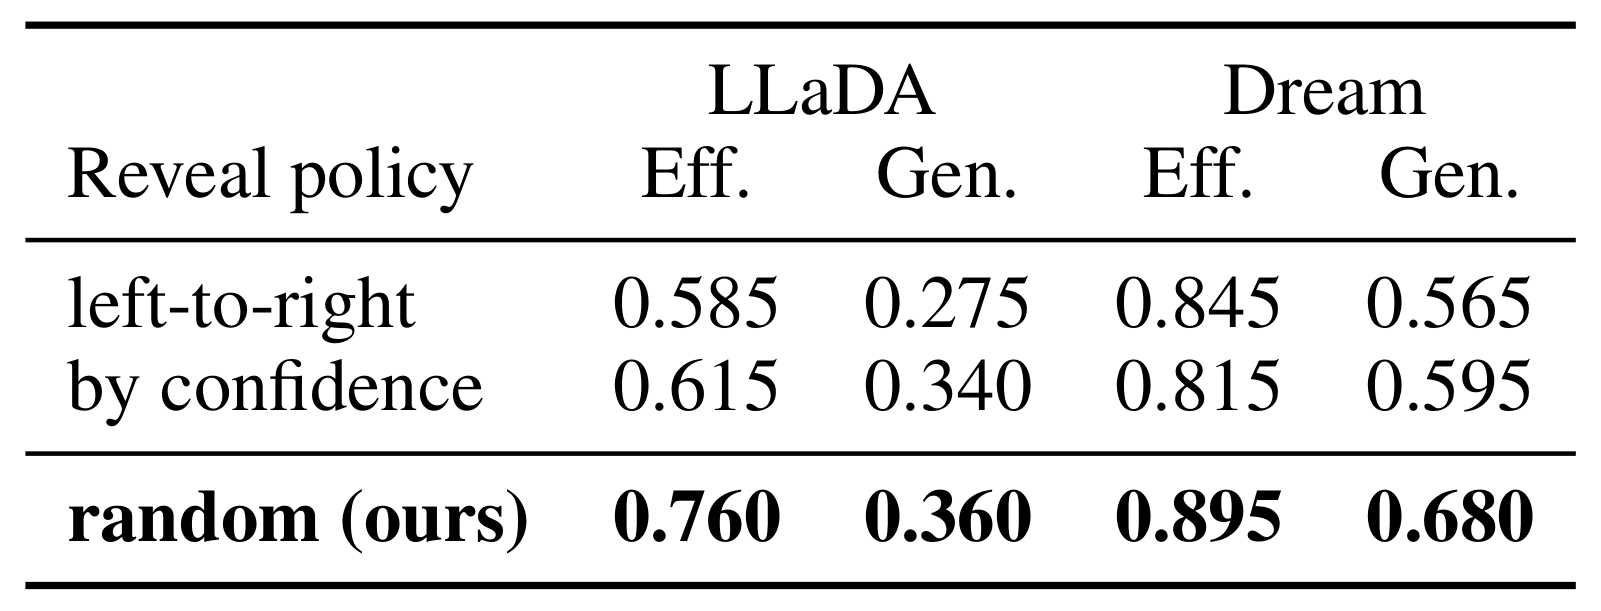 LLaDA Dream
Reveal policy Eff. Gen. Eff. Gen.
left-to-right 0.585 0.275 0.845 0.565
by confidence 0.615 0.340 0.815 0.595
random (ours) 0.760 0.360 0.895 0.680